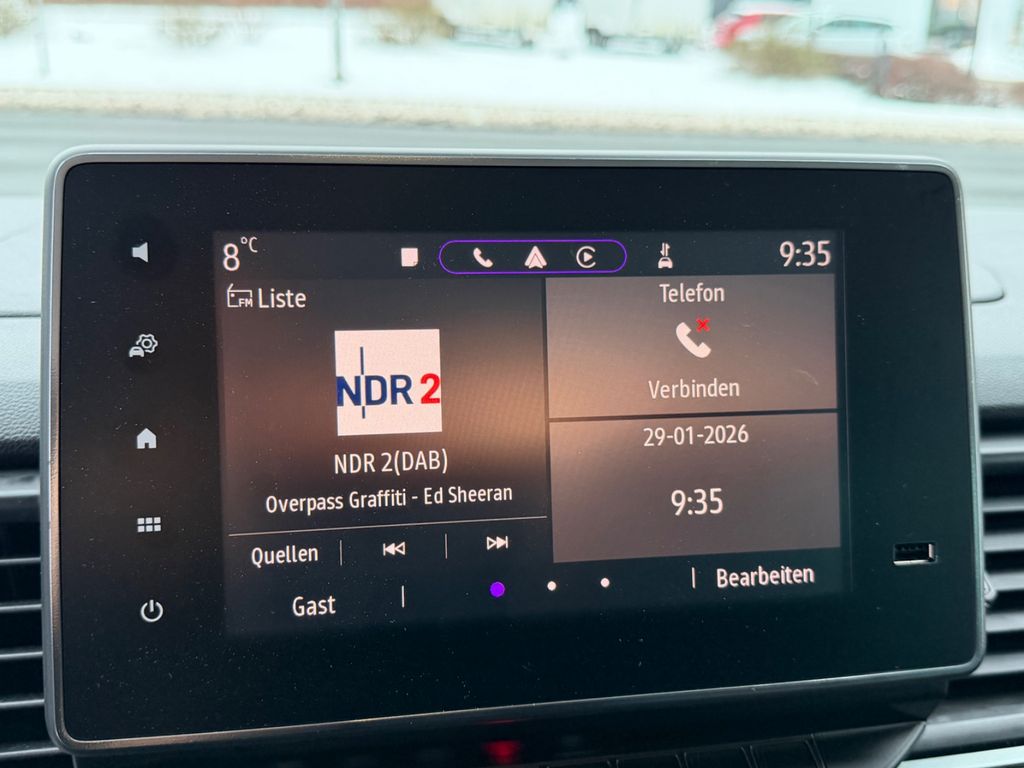 8°C
9:35
FM Liste
NDR 2
NDR 2(DAB)
Overpass Graffiti - Ed Sheeran
Quellen
Gast
Telefon
Verbinden
29-01-2026
9:35
Bearbeiten